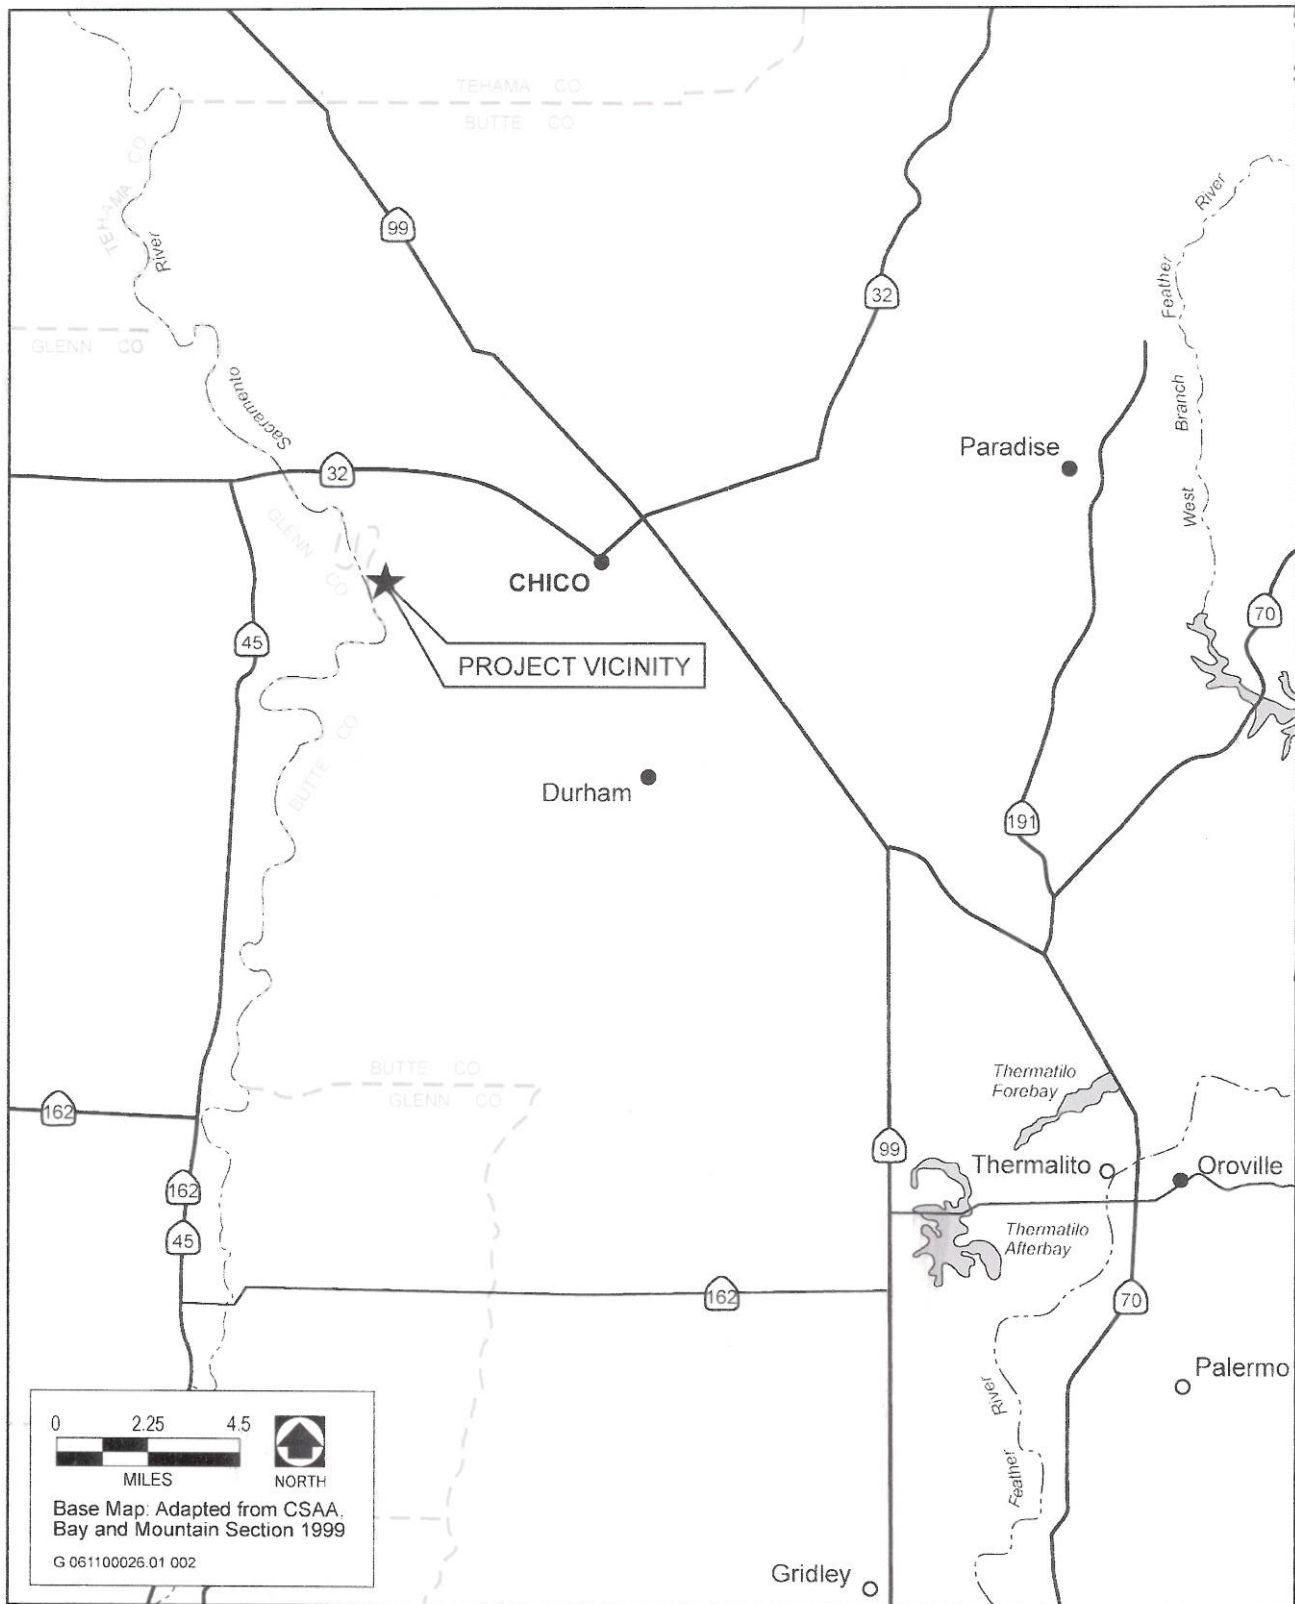 TEHAMA CO
BUTTE CO
TEHAMA CO
River
99
32
River
Feather
Branch
West
GLENN CO
Sacramento
32
Paradise
GLENN CO
CHICO
45
70
PROJECT VICINITY
BUTTE CO
Durham
191
BUTTE CO
GLENN CO
Thermatilo
Forebay
162
99
Thermalito
Oroville
162
45
Thermatilo
Afterbay
162
70
River
Feather
Palermo
0 2.25 4.5
MILES
NORTH
Base Map: Adapted from CSAA,
Bay and Mountain Section 1999
G 061100026.01 002
Gridley